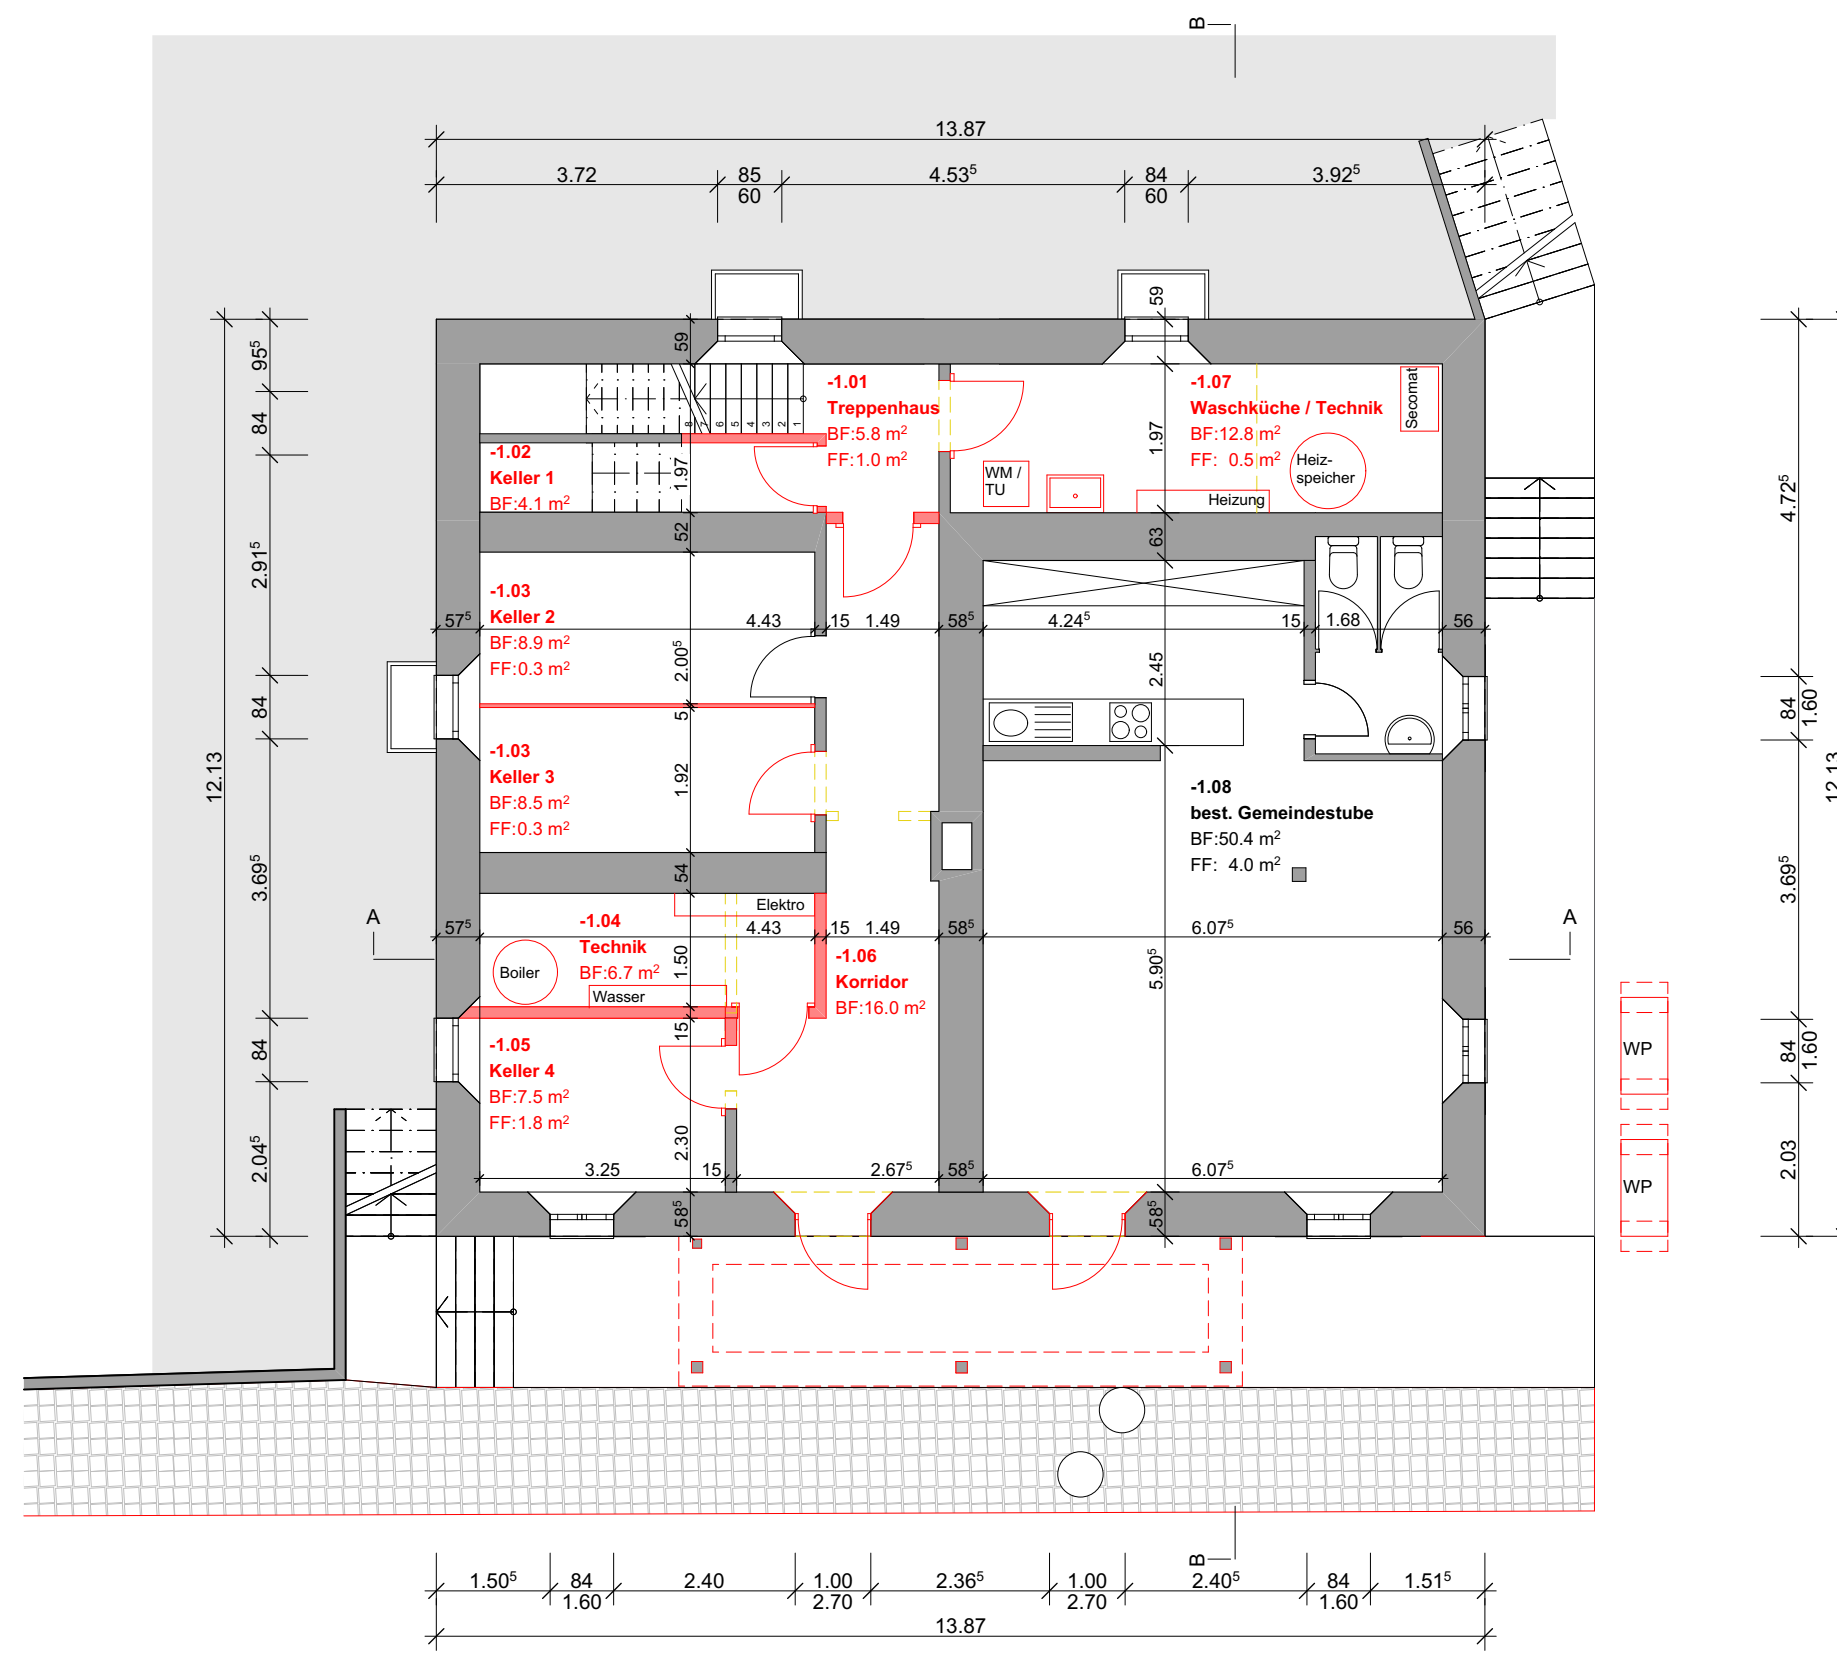 B
13.87
3.72
85
60
4.53⁵
84
60
3.92⁵
59
59
95⁵
84
2.91⁵
84
3.69⁵
84
2.04⁵
12.13
-1.01
Treppenhaus
BF:5.8 m²
FF:1.0 m²
8 7 6 5 4 3 2 1
-1.07
Waschküche / Technik
BF:12.8 m²
FF: 0.5 m²
Secomat
Heiz-
speicher
WM /
TU
Heizung
1.97
-1.02
Keller 1
BF:4.1 m²
1.97
52
63
-1.03
Keller 2
BF:8.9 m²
FF:0.3 m²
57⁵
4.43
15
1.49
58⁵
4.24⁵
15
1.68
56
2.00⁵
2.45
5
-1.03
Keller 3
BF:8.5 m²
FF:0.3 m²
1.92
54
-1.08
best. Gemeindestube
BF:50.4 m²
FF: 4.0 m²
A
A
Elektro
-1.04
Technik
BF:6.7 m²
57⁵
4.43
15
1.49
58⁵
6.07⁵
56
Boiler
Wasser
1.50
5.90⁵
-1.06
Korridor
BF:16.0 m²
15
-1.05
Keller 4
BF:7.5 m²
FF:1.8 m²
2.30
3.25
15
2.67⁵
58⁵
6.07⁵
58⁵
58⁵
WP
WP
4.72⁵
84
1.60
3.69⁵
84
1.60
2.03
12.13
B
1.50⁵
84
1.60
2.40
1.00
2.70
2.36⁵
1.00
2.70
2.40⁵
84
1.60
1.51⁵
13.87